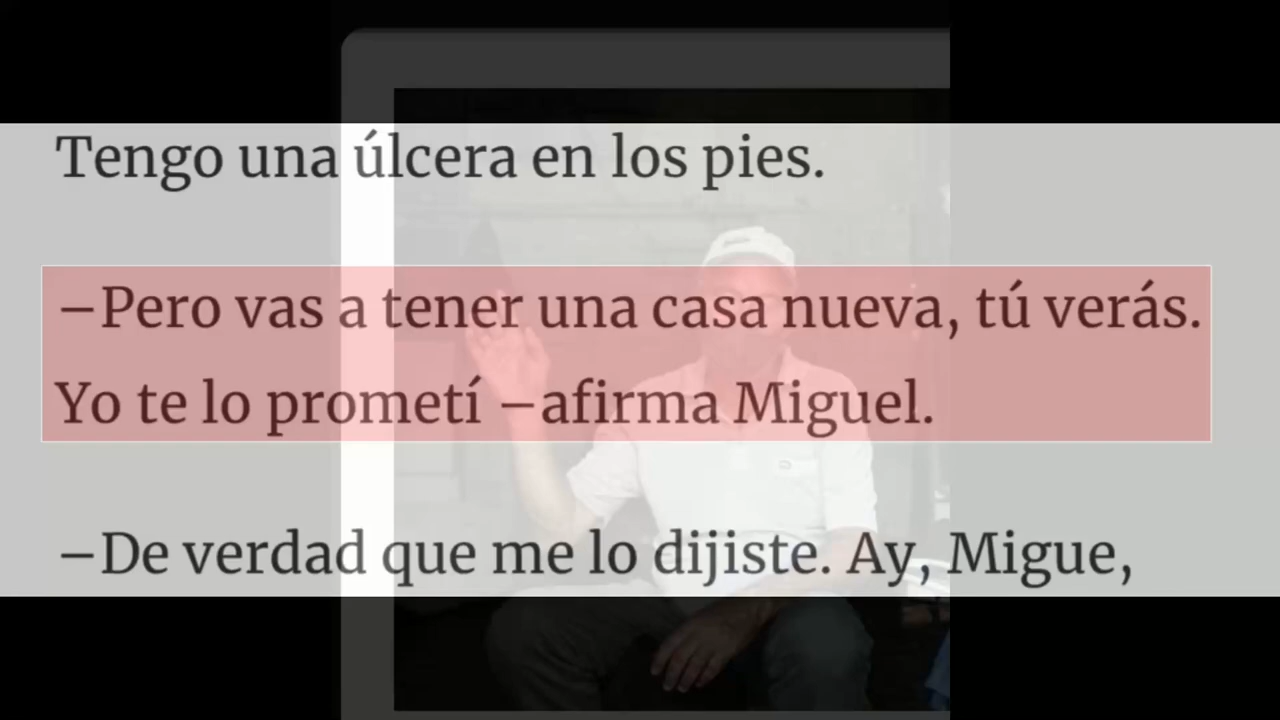 Tengo una úlcera en los pies.
–Pero vas a tener una casa nueva, tú verás.
Yo te lo prometí –afirma Miguel.
–De verdad que me lo dijiste. Ay, Migue,